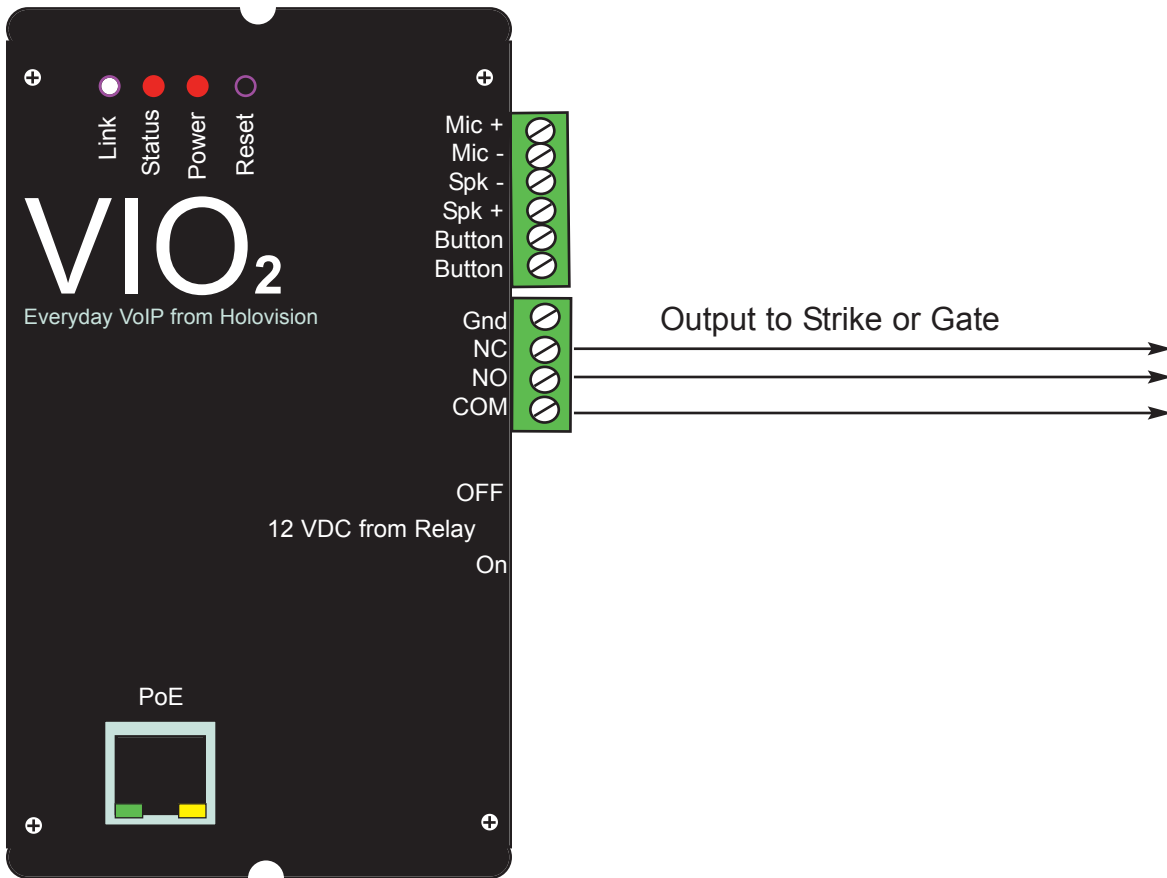 Link
Status
Power
Reset
VIO2
Everyday VoIP from Holovision
Mic +
Mic -
Spk -
Spk +
Button
Button
Gnd
NC
NO
COM
Output to Strike or Gate
OFF
12 VDC from Relay
On
PoE